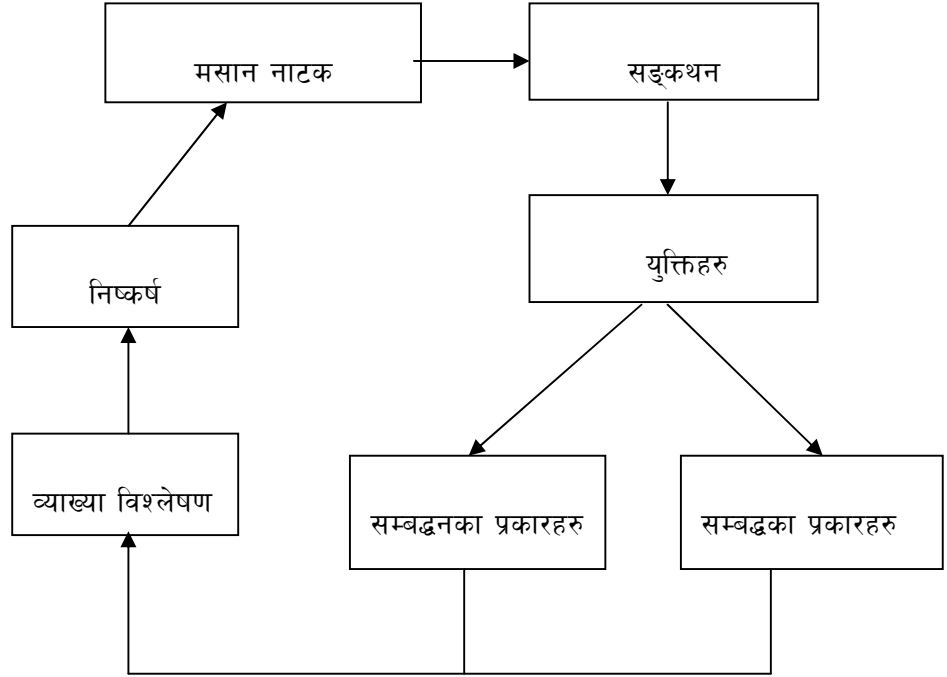 मसान नाटक
सङ्कथन
युक्तिहरु
निष्कर्ष
व्याख्या विश्लेषण
सम्बद्धनका प्रकारहरु
सम्बद्धका प्रकारहरु